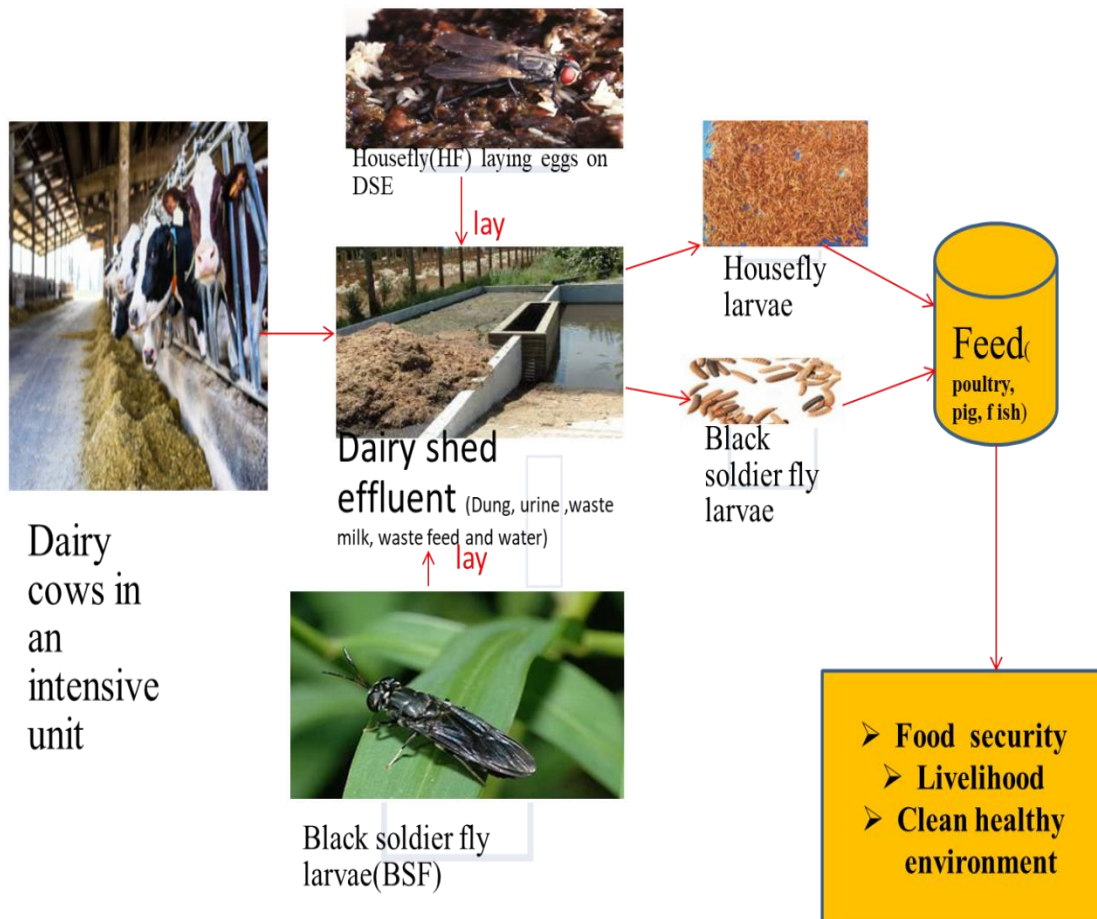 Housefly(HF) laying eggs on
DSE
lay
Housefly
larvae
Feed(
poultry,
pig, f ish)
Dairy shed
effluent (Dung, urine ,waste
milk, waste feed and water)
lay
Black
soldier fly
larvae
Dairy
cows in
an
intensive
unit
Black soldier fly
larvae(BSF)
➢ Food security
➢ Livelihood
➢ Clean healthy
environment